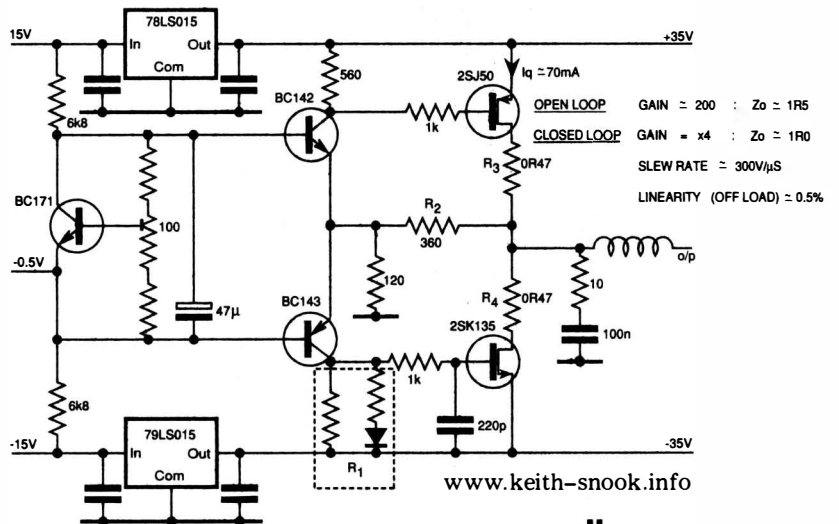 78LS015
15V
In
Out
Com
+35V
560
2SJ50
Iq ≃70mA
6k8
BC142
1k
OPEN LOOP GAIN ≃ 200 : Zo ≃ 1R5
CLOSED LOOP GAIN = x4 : Zo ≃ 1R0
SLEW RATE ≃ 300V/µS
LINEARITY (OFF LOAD) ≃ 0.5%
R3
0R47
BC171
100
R2
360
-0.5V
120
o/p
10
R4
0R47
47µ
BC143
2SK135
100n
1k
6k8
220p
79LS015
-15V
In
Out
Com
R1
-35V
www.keith-snook.info